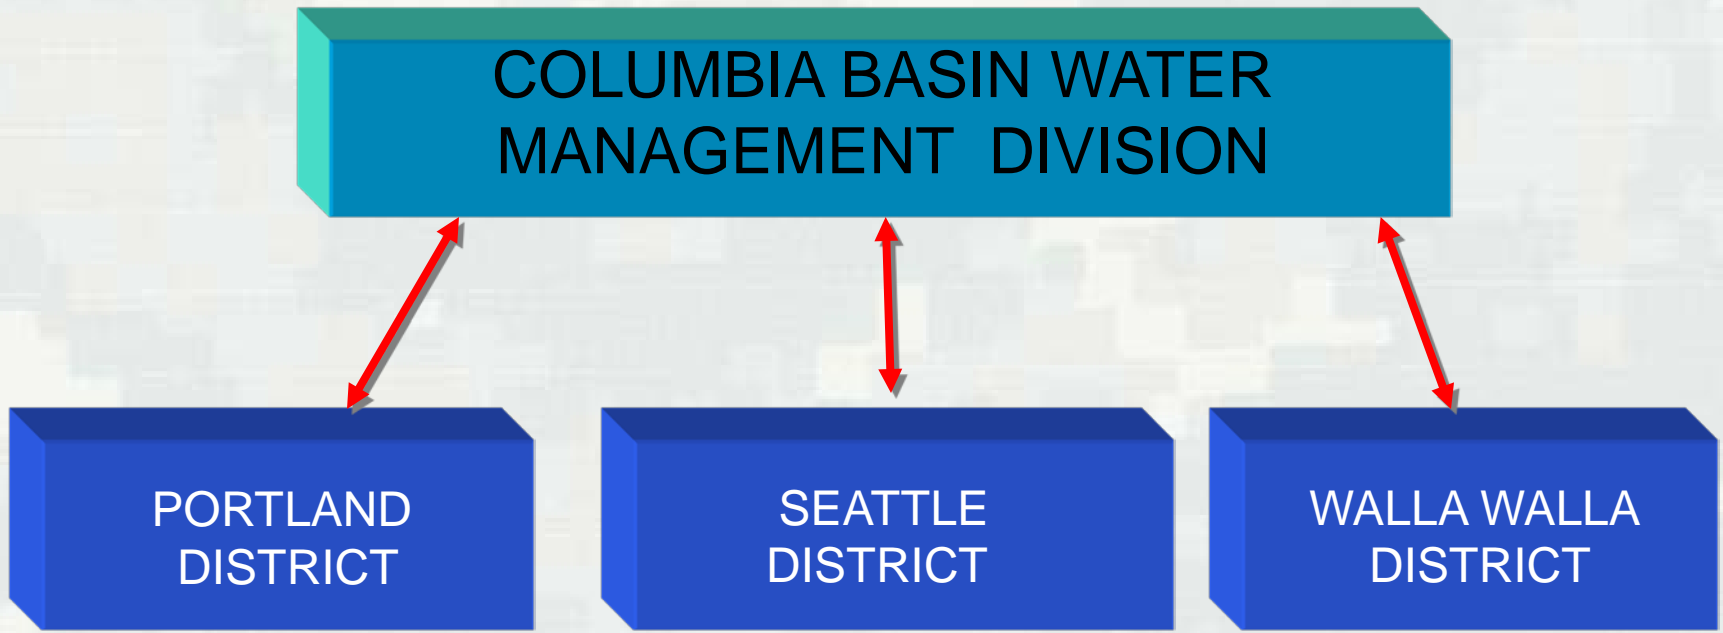 COLUMBIA BASIN WATER
MANAGEMENT  DIVISION
PORTLAND
DISTRICT
SEATTLE
DISTRICT
WALLA WALLA
DISTRICT